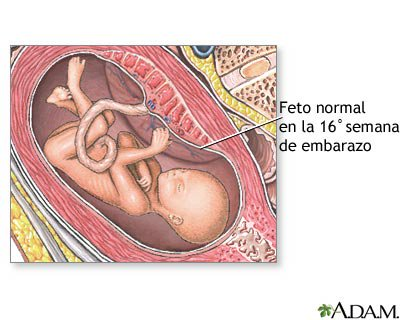 Feto normal
en la 16° semana
de embarazo
A.D.A.M.